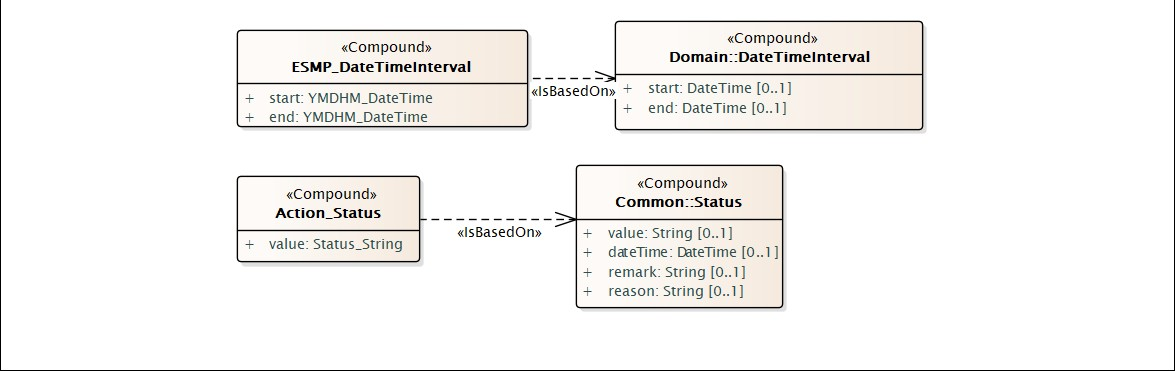 «Compound»
ESMP_DateTimeInterval
+ start: YMDHM_DateTime
+ end: YMDHM_DateTime
«IsBasedOn»
«Compound»
Domain::DateTimeInterval
+ start: DateTime [0..1]
+ end: DateTime [0..1]
«Compound»
Action_Status
+ value: Status_String
«IsBasedOn»
«Compound»
Common::Status
+ value: String [0..1]
+ dateTime: DateTime [0..1]
+ remark: String [0..1]
+ reason: String [0..1]